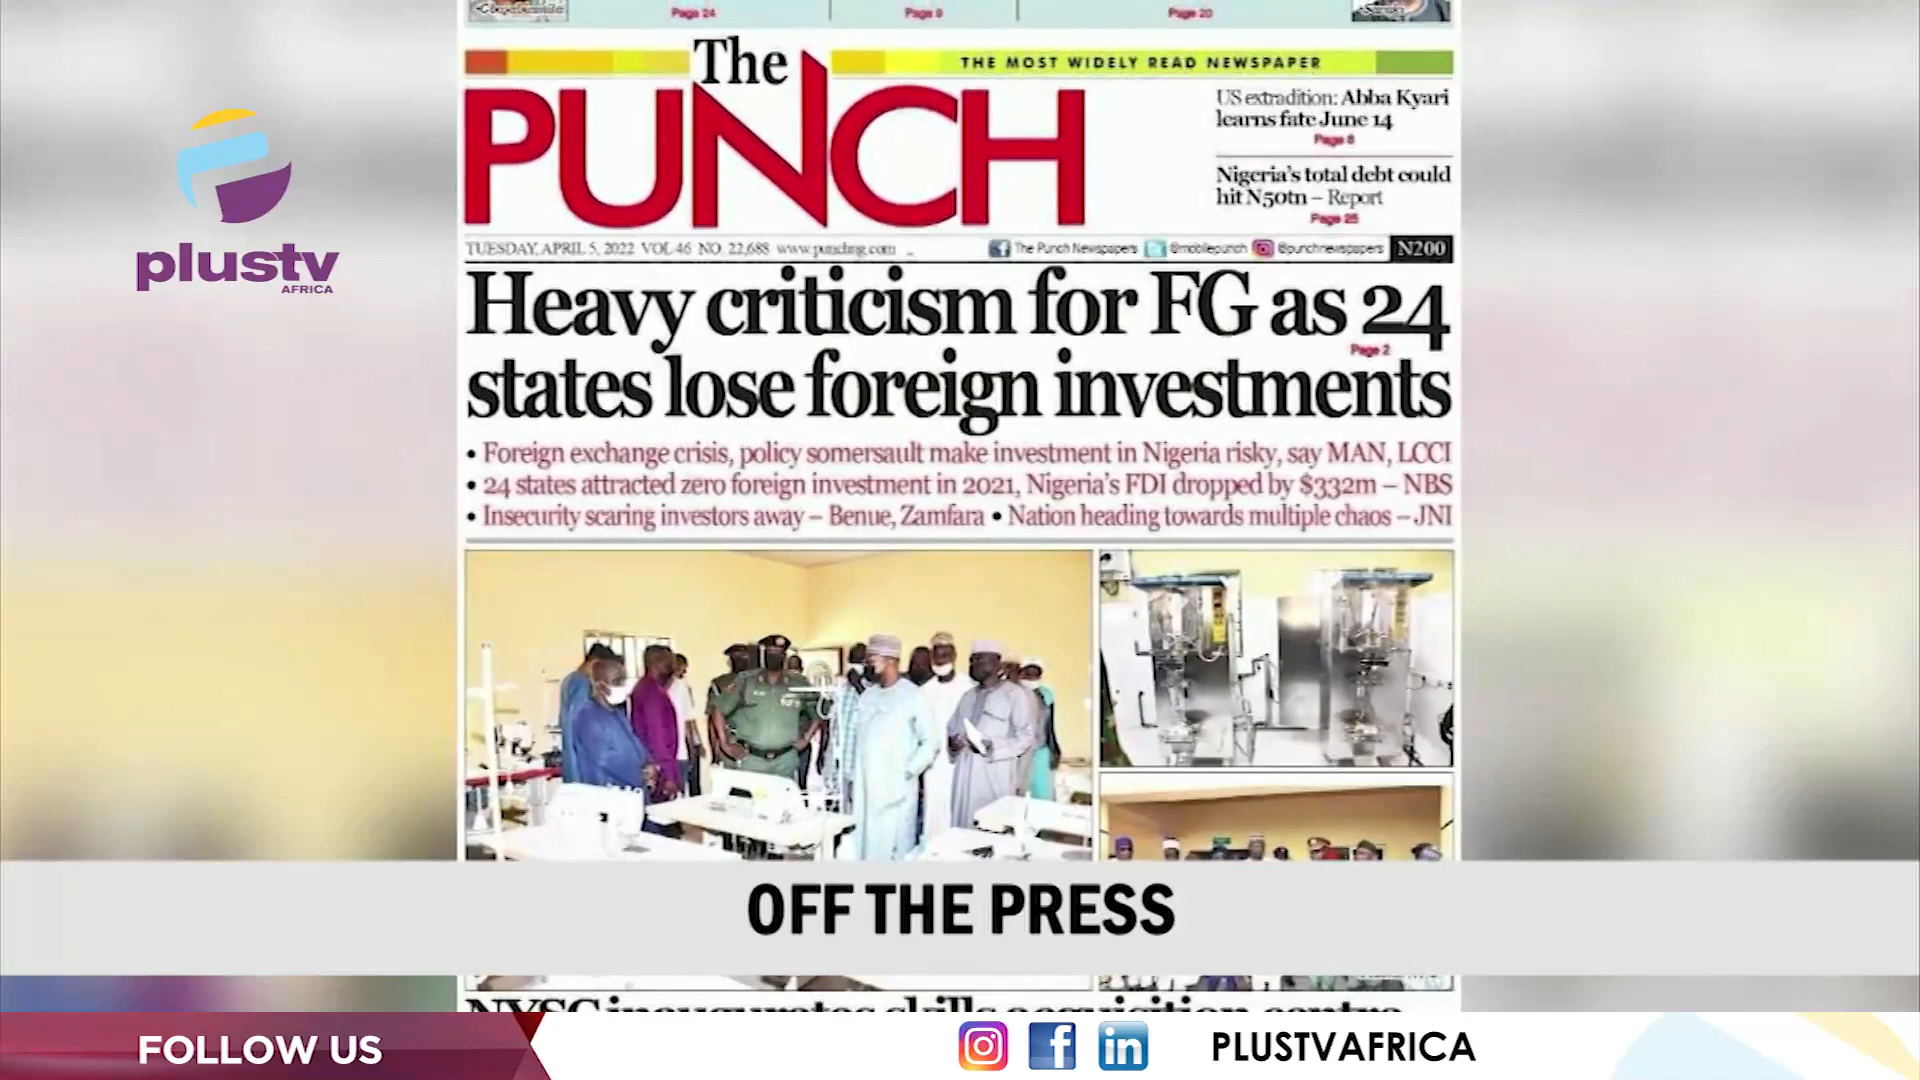 Page 24
Page 9
Page 20
The
PUNCH
THE MOST WIDELY READ NEWSPAPER
US extradition: Abba Kyari
learns fate June 14
Page 8
Nigeria's total debt could
hit N50tn – Report
Page 25
TUESDAY, APRIL 5, 2022 VOL 46 NO. 22,688 www.punchng.com
The Punch Newspapers @mobilepunch @punchnewspapers N200
Heavy criticism for FG as 24
Page 2
states lose foreign investments
• Foreign exchange crisis, policy somersault make investment in Nigeria risky, say MAN, LCCI
• 24 states attracted zero foreign investment in 2021, Nigeria's FDI dropped by $332m – NBS
• Insecurity scaring investors away – Benue, Zamfara • Nation heading towards multiple chaos – JNI
plustv
AFRICA
OFF THE PRESS
NYSC inaugurates skills acquisition centre
FOLLOW US
PLUSTVAFRICA